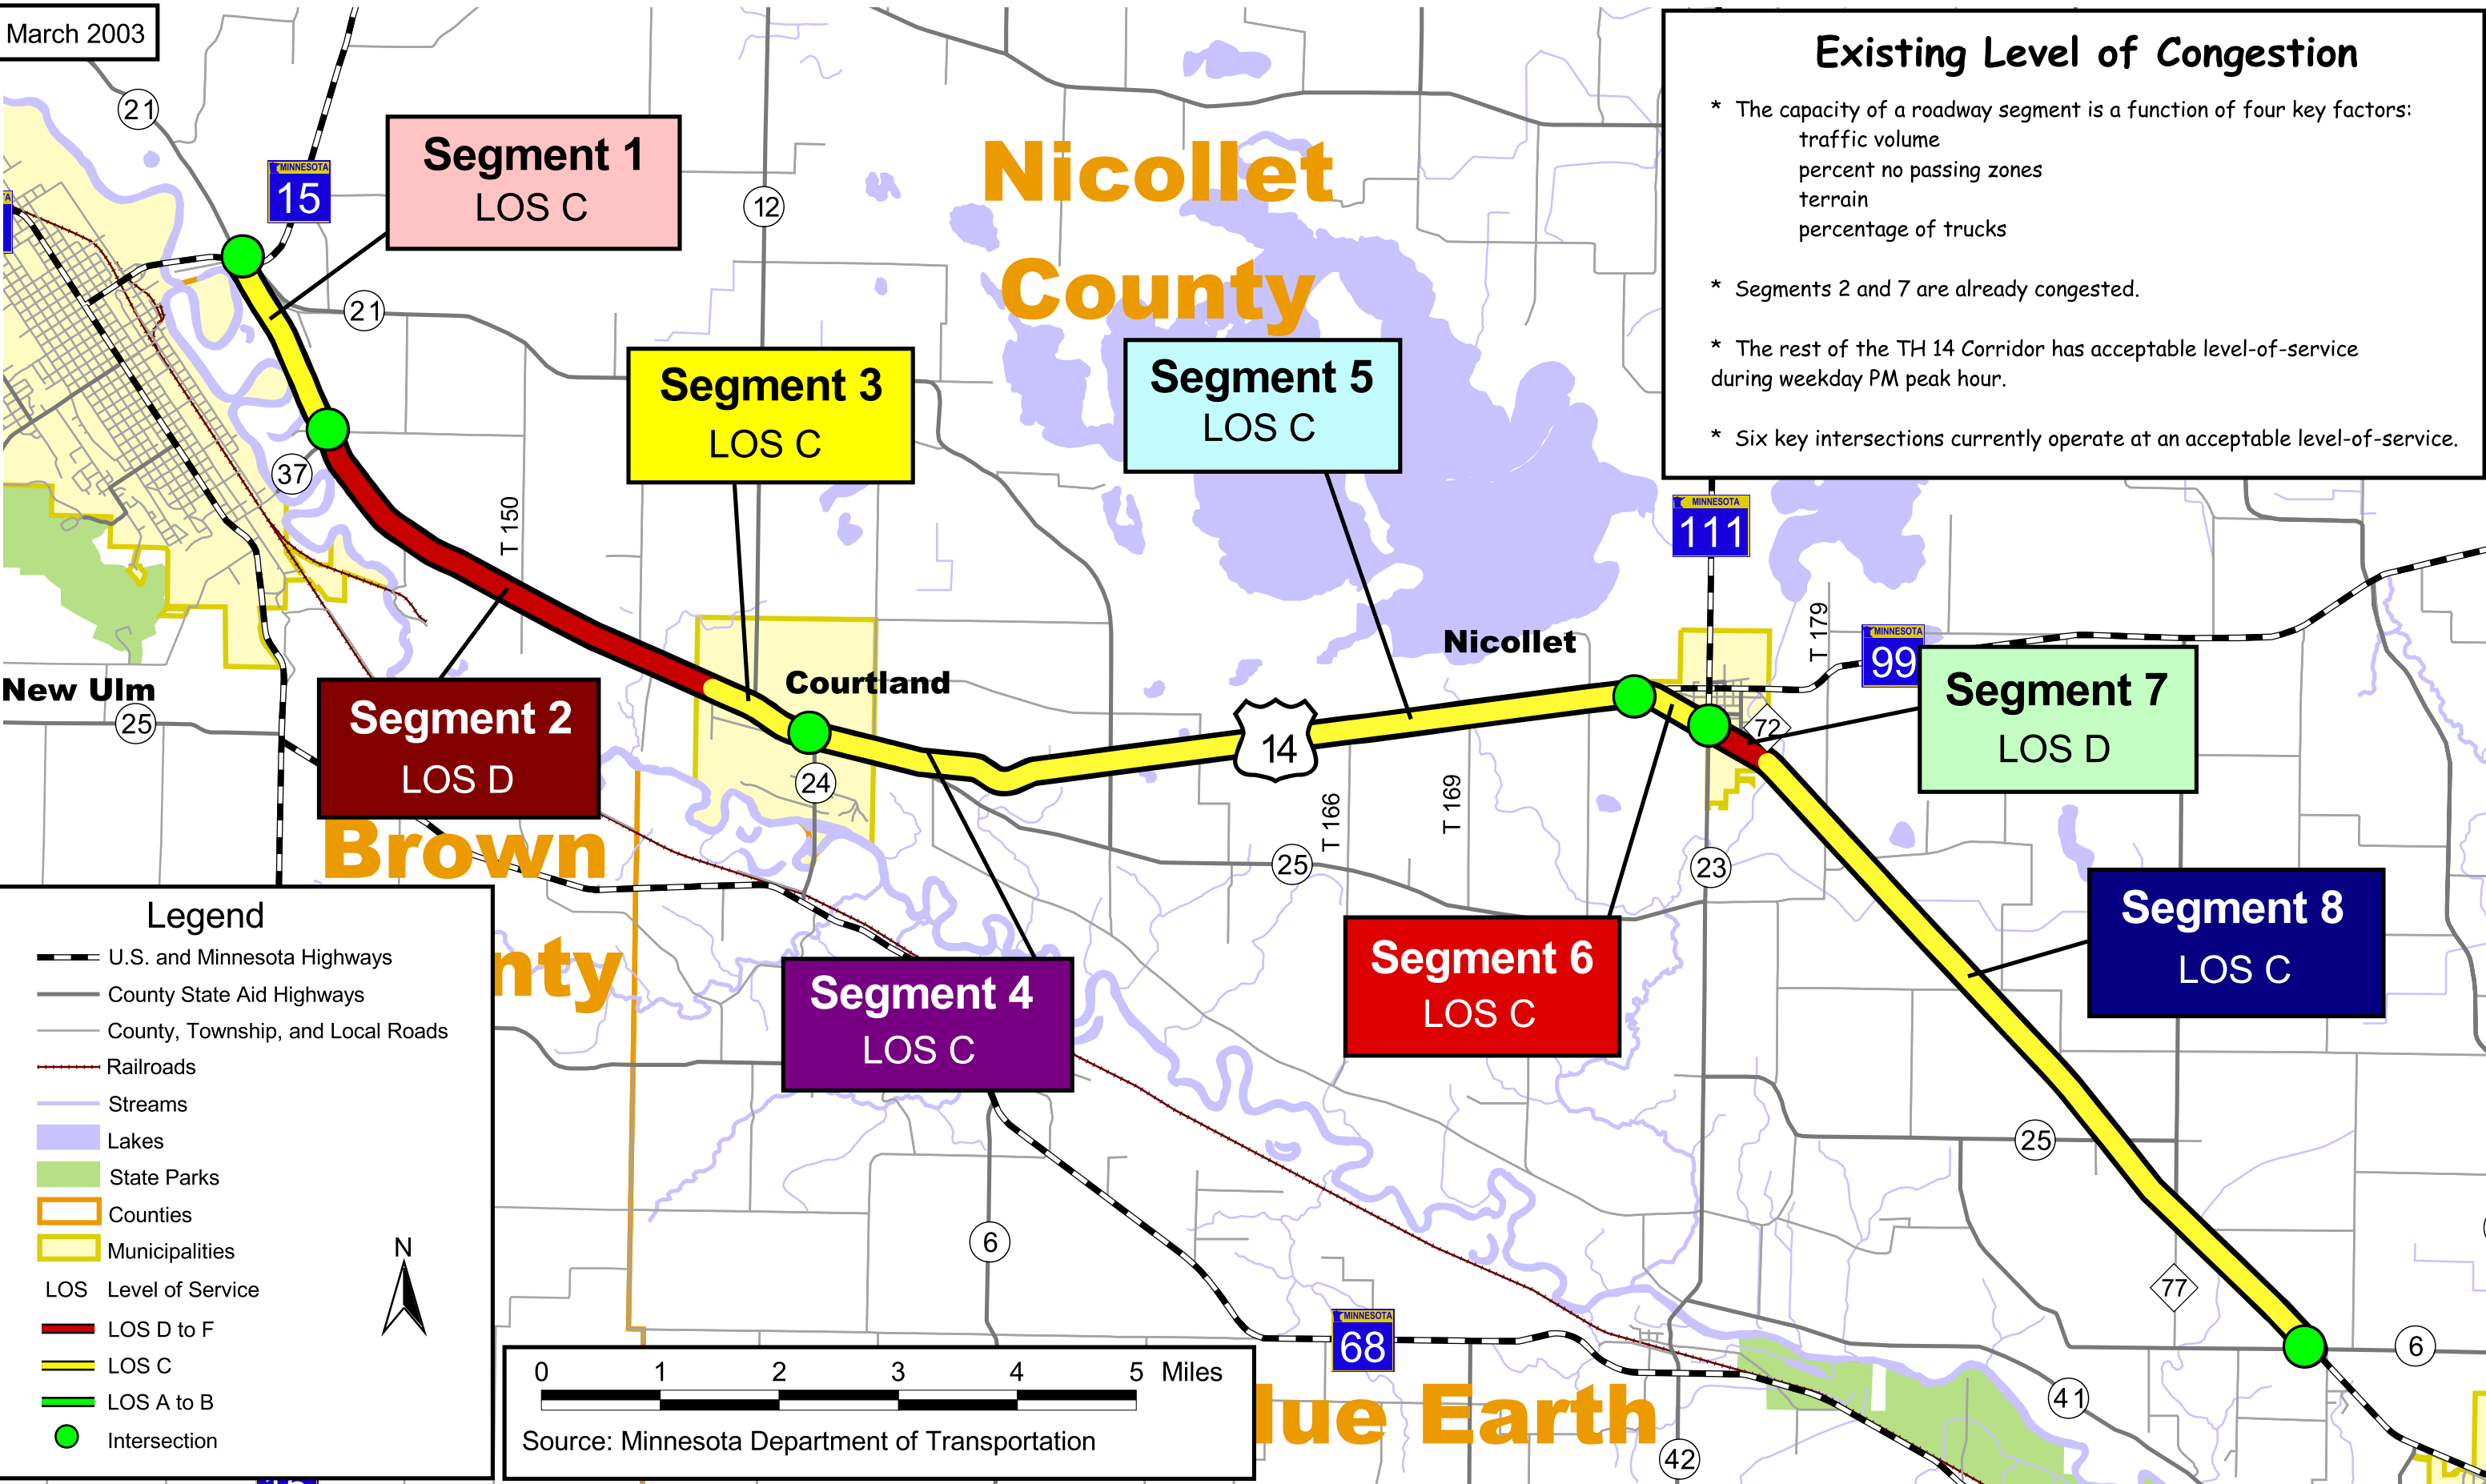 March 2003
Existing Level of Congestion
* The capacity of a roadway segment is a function of four key factors:
traffic volume
percent no passing zones
terrain
percentage of trucks
* Segments 2 and 7 are already congested.
* The rest of the TH 14 Corridor has acceptable level-of-service
during weekday PM peak hour.
* Six key intersections currently operate at an acceptable level-of-service.
21
MINNESOTA
15
Segment 1
LOS C
12
Nicollet
County
21
Segment 3
LOS C
Segment 5
LOS C
37
T 150
MINNESOTA
111
Nicollet
T 179
MINNESOTA
99
New Ulm
25
Segment 2
LOS D
Courtland
14
72
Segment 7
LOS D
24
T 166
T 169
25
23
Brown
nty
Segment 4
LOS C
Segment 6
LOS C
Segment 8
LOS C
25
6
77
MINNESOTA
68
6
41
42
lue Earth
Legend
U.S. and Minnesota Highways
County State Aid Highways
County, Township, and Local Roads
Railroads
Streams
Lakes
State Parks
Counties
Municipalities
LOS Level of Service
LOS D to F
LOS C
LOS A to B
Intersection
N
0 1 2 3 4 5 Miles
Source: Minnesota Department of Transportation